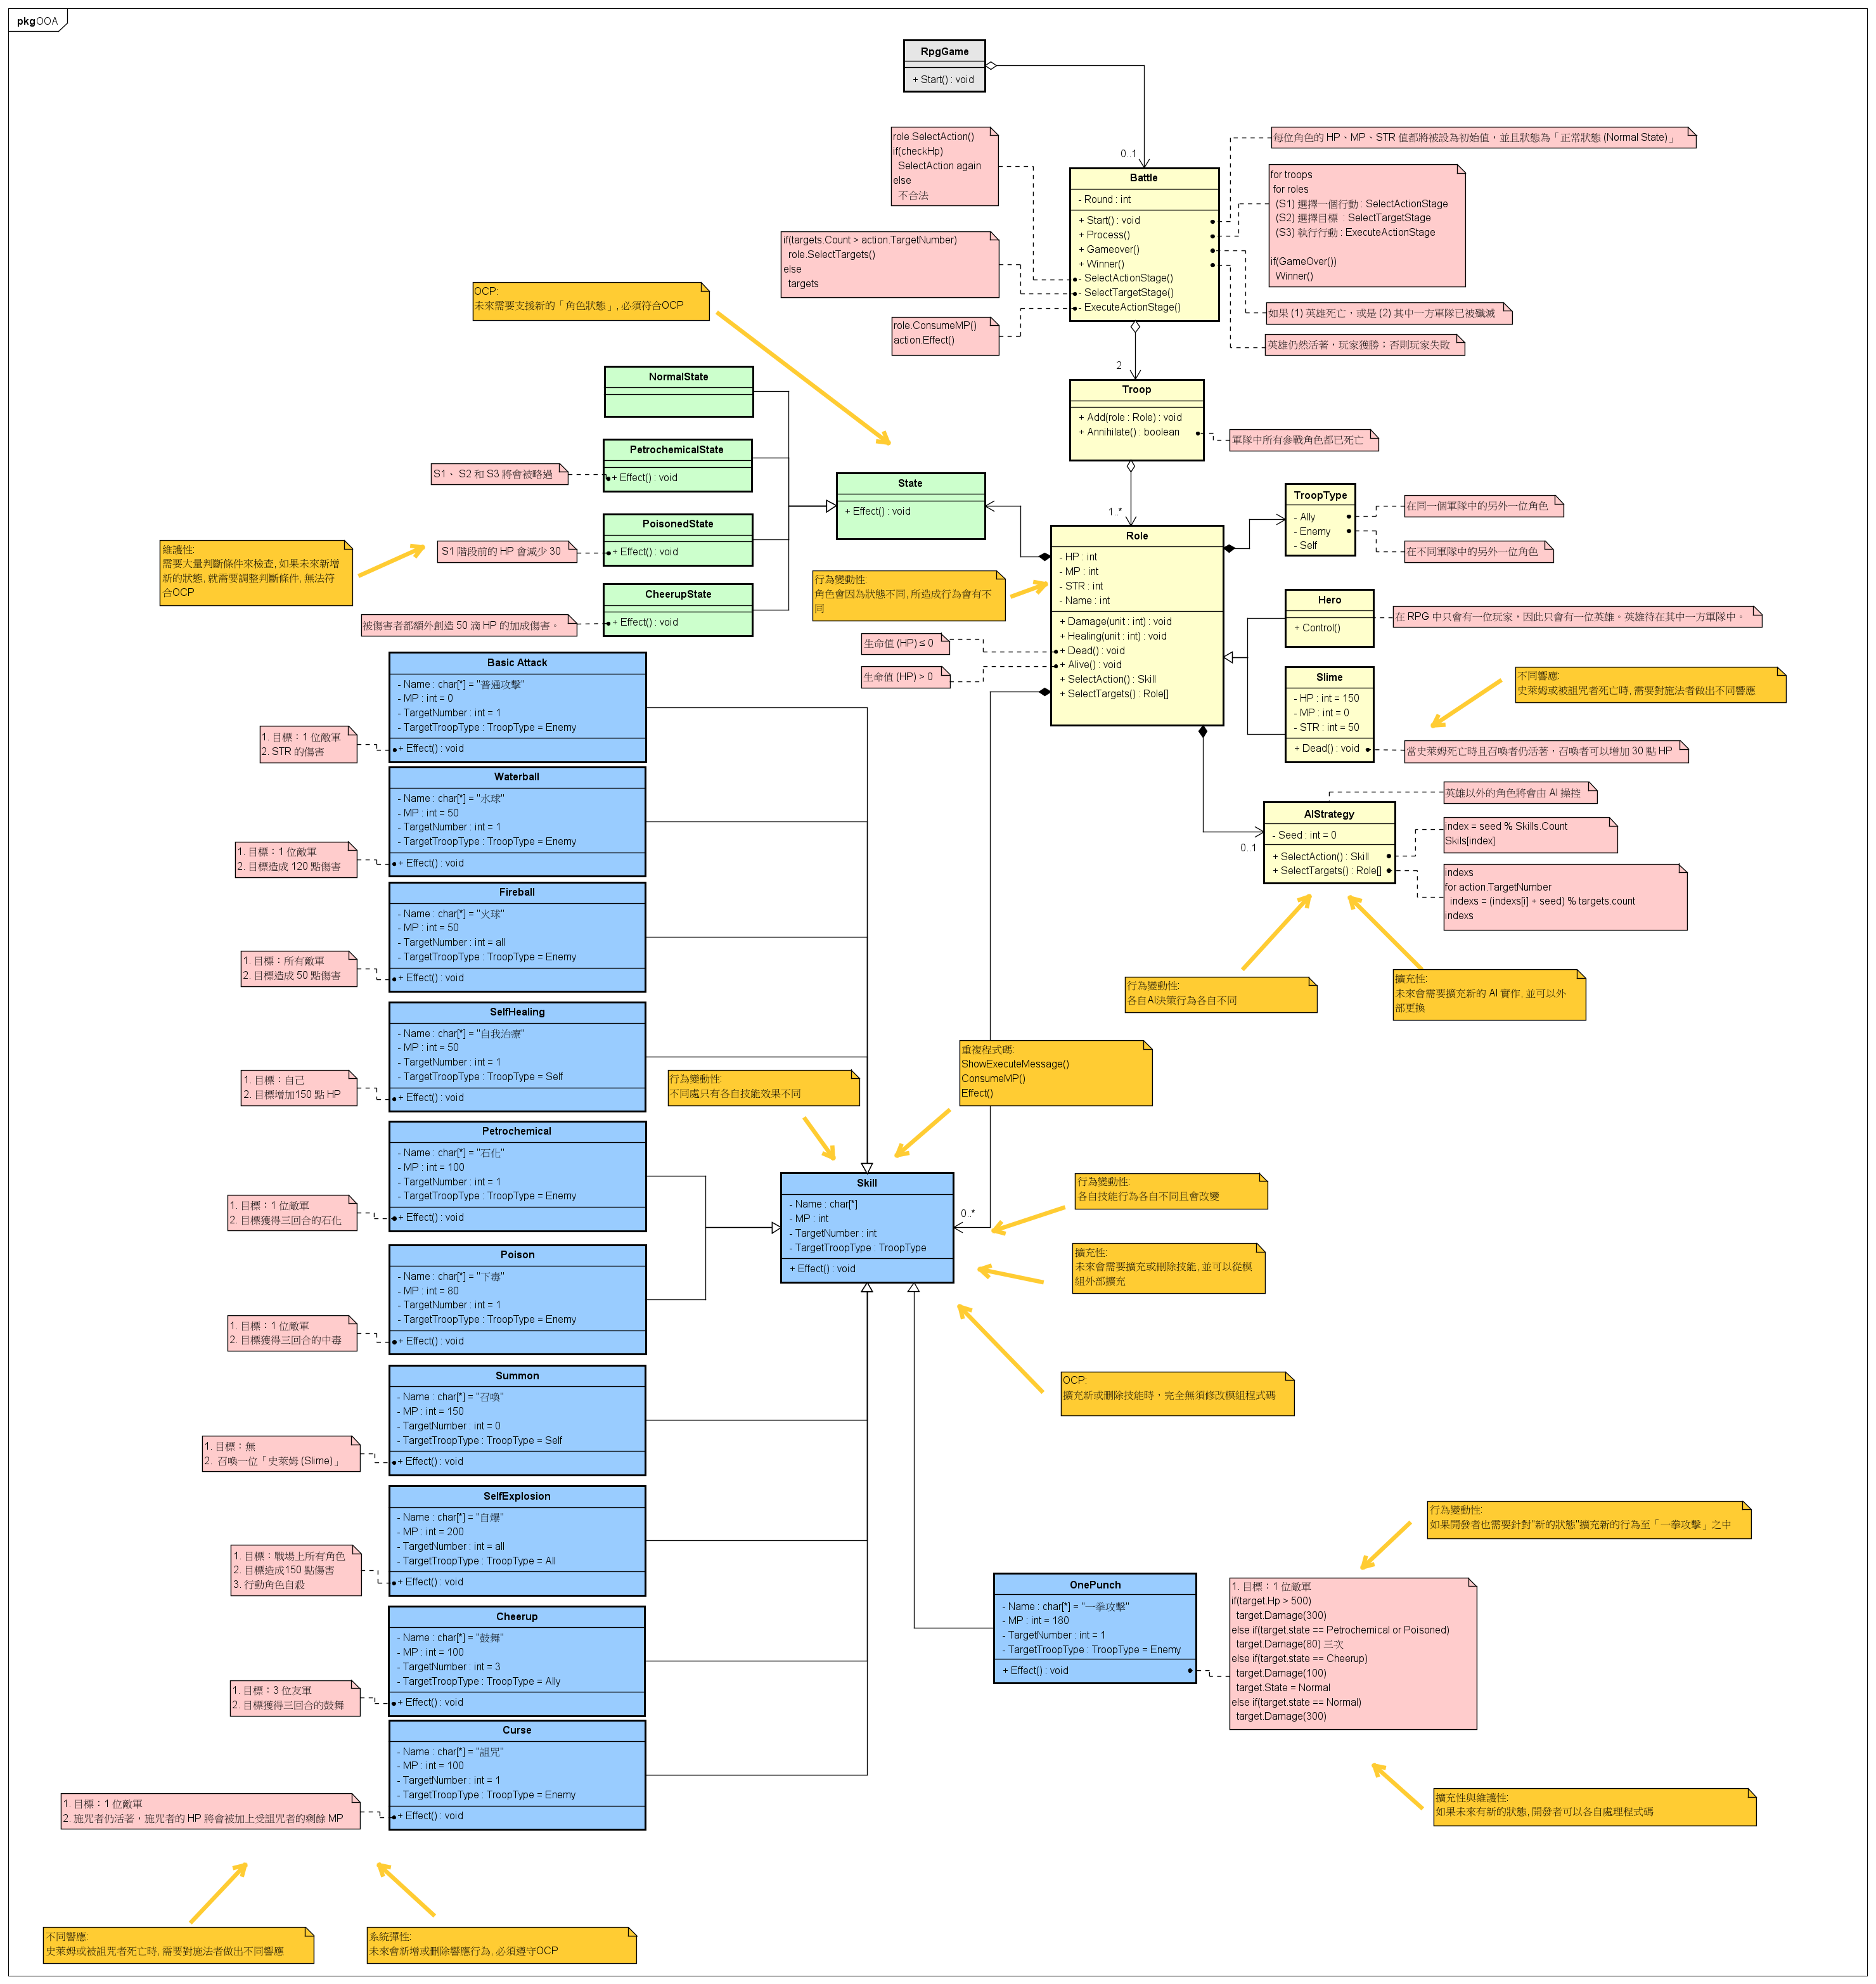 pkg OOA
RpgGame
+ Start() : void
0..1
role.SelectAction()
if(checkHp)
SelectAction again
else
不合法
每位角色的 HP、MP、STR 值都將被設為初始值，並且狀態為「正常狀態 (Normal State)」
Battle
- Round : int
+ Start() : void
+ Process()
+ Gameover()
+ Winner()
- SelectActionStage()
- SelectTargetStage()
- ExecuteActionStage()
for troops
for roles
(S1) 選擇一個行動 : SelectActionStage
(S2) 選擇目標 : SelectTargetStage
(S3) 執行行動 : ExecuteActionStage
if(GameOver())
Winner()
if(targets.Count > action.TargetNumber)
role.SelectTargets()
else
targets
role.ConsumeMP()
action.Effect()
如果 (1) 英雄死亡，或是 (2) 其中一方軍隊已被殲滅
英雄仍然活著，玩家獲勝；否則玩家失敗
OCP:
未來需要支援新的「角色狀態」, 必須符合OCP
2
Troop
+ Add(role : Role) : void
+ Annihilate() : boolean
軍隊中所有參戰角色都已死亡
1..*
NormalState
PetrochemicalState
+ Effect() : void
S1、 S2 和 S3 將會被略過
PoisonedState
+ Effect() : void
S1 階段前的 HP 會減少 30
CheerupState
+ Effect() : void
被傷害者都額外創造 50 滴 HP 的加成傷害。
State
+ Effect() : void
維護性:
需要大量判斷條件來檢查, 如果未來新增
新的狀態, 就需要調整判斷條件, 無法符
合OCP
行為變動性:
角色會因為狀態不同, 所造成行為會有不
同
生命值 (HP) ≤ 0
生命值 (HP) > 0
Role
- HP : int
- MP : int
- STR : int
- Name : int
+ Damage(unit : int) : void
+ Healing(unit : int) : void
+ Dead() : void
+ Alive() : void
+ SelectAction() : Skill
+ SelectTargets() : Role[]
TroopType
- Ally
- Enemy
- Self
在同一個軍隊中的另外一位角色
在不同軍隊中的另外一位角色
Hero
+ Control()
在 RPG 中只會有一位玩家，因此只會有一位英雄。英雄待在其中一方軍隊中。
Slime
- HP : int = 150
- MP : int = 0
- STR : int = 50
+ Dead() : void
不同響應:
史萊姆或被詛咒者死亡時, 需要對施法者做出不同響應
當史萊姆死亡時且召喚者仍活著，召喚者可以增加 30 點 HP
英雄以外的角色將會由 AI 操控
0..1
AIStrategy
- Seed : int = 0
+ SelectAction() : Skill
+ SelectTargets() : Role[]
index = seed % Skills.Count
Skils[index]
indexs
for action.TargetNumber
indexs = (indexs[i] + seed) % targets.count
indexs
行為變動性:
各自AI決策行為各自不同
擴充性:
未來會需要擴充新的 AI 實作, 並可以外
部更換
Basic Attack
- Name : char[*] = "普通攻擊"
- MP : int = 0
- TargetNumber : int = 1
- TargetTroopType : TroopType = Enemy
+ Effect() : void
1. 目標：1 位敵軍
2. STR 的傷害
Waterball
- Name : char[*] = "水球"
- MP : int = 50
- TargetNumber : int = 1
- TargetTroopType : TroopType = Enemy
+ Effect() : void
1. 目標：1 位敵軍
2. 目標造成 120 點傷害
Fireball
- Name : char[*] = "火球"
- MP : int = 50
- TargetNumber : int = all
- TargetTroopType : TroopType = Enemy
+ Effect() : void
1. 目標：所有敵軍
2. 目標造成 50 點傷害
SelfHealing
- Name : char[*] = "自我治療"
- MP : int = 50
- TargetNumber : int = 1
- TargetTroopType : TroopType = Self
+ Effect() : void
1. 目標：自己
2. 目標增加150 點 HP
Petrochemical
- Name : char[*] = "石化"
- MP : int = 100
- TargetNumber : int = 1
- TargetTroopType : TroopType = Enemy
+ Effect() : void
1. 目標：1 位敵軍
2. 目標獲得三回合的石化
Poison
- Name : char[*] = "下毒"
- MP : int = 80
- TargetNumber : int = 1
- TargetTroopType : TroopType = Enemy
+ Effect() : void
1. 目標：1 位敵軍
2. 目標獲得三回合的中毒
Summon
- Name : char[*] = "召喚"
- MP : int = 150
- TargetNumber : int = 0
- TargetTroopType : TroopType = Self
+ Effect() : void
1. 目標：無
2. 召喚一位「史萊姆 (Slime)」
SelfExplosion
- Name : char[*] = "自爆"
- MP : int = 200
- TargetNumber : int = all
- TargetTroopType : TroopType = All
+ Effect() : void
1. 目標：戰場上所有角色
2. 目標造成150 點傷害
3. 行動角色自殺
Cheerup
- Name : char[*] = "鼓舞"
- MP : int = 100
- TargetNumber : int = 3
- TargetTroopType : TroopType = Ally
+ Effect() : void
1. 目標：3 位友軍
2. 目標獲得三回合的鼓舞
Curse
- Name : char[*] = "詛咒"
- MP : int = 100
- TargetNumber : int = 1
- TargetTroopType : TroopType = Enemy
+ Effect() : void
1. 目標：1 位敵軍
2. 施咒者仍活著，施咒者的 HP 將會被加上受詛咒者的剩餘 MP
行為變動性:
不同處只有各自技能效果不同
重複程式碼:
ShowExecuteMessage()
ConsumeMP()
Effect()
Skill
- Name : char[*]
- MP : int
- TargetNumber : int
- TargetTroopType : TroopType
+ Effect() : void
0..*
行為變動性:
各自技能行為各自不同且會改變
擴充性:
未來會需要擴充或刪除技能, 並可以從模
組外部擴充
OCP:
擴充新或刪除技能時，完全無須修改模組程式碼
OnePunch
- Name : char[*] = "一拳攻擊"
- MP : int = 180
- TargetNumber : int = 1
- TargetTroopType : TroopType = Enemy
+ Effect() : void
行為變動性:
如果開發者也需要針對"新的狀態"擴充新的行為至「一拳攻擊」之中
1. 目標：1 位敵軍
if(target.Hp > 500)
target.Damage(300)
else if(target.state == Petrochemical or Poisoned)
target.Damage(80) 三次
else if(target.state == Cheerup)
target.Damage(100)
target.State = Normal
else if(target.state == Normal)
target.Damage(300)
擴充性與維護性:
如果未來有新的狀態, 開發者可以各自處理程式碼
不同響應:
史萊姆或被詛咒者死亡時, 需要對施法者做出不同響應
系統彈性:
未來會新增或刪除響應行為, 必須遵守OCP